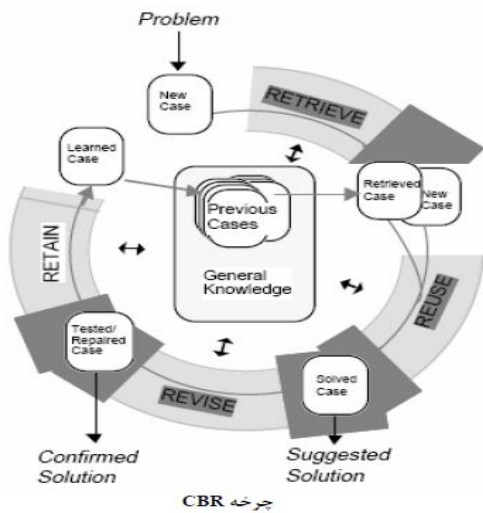 Problem
New
Case
RETRIEVE
Learned
Case
Retrieved
Case
New
Case
Previous
Cases
General
Knowledge
RETAIN
REUSE
Tested/
Repaired
Case
REVISE
Solved
Case
Confirmed
Solution
Suggested
Solution
چرخه CBR